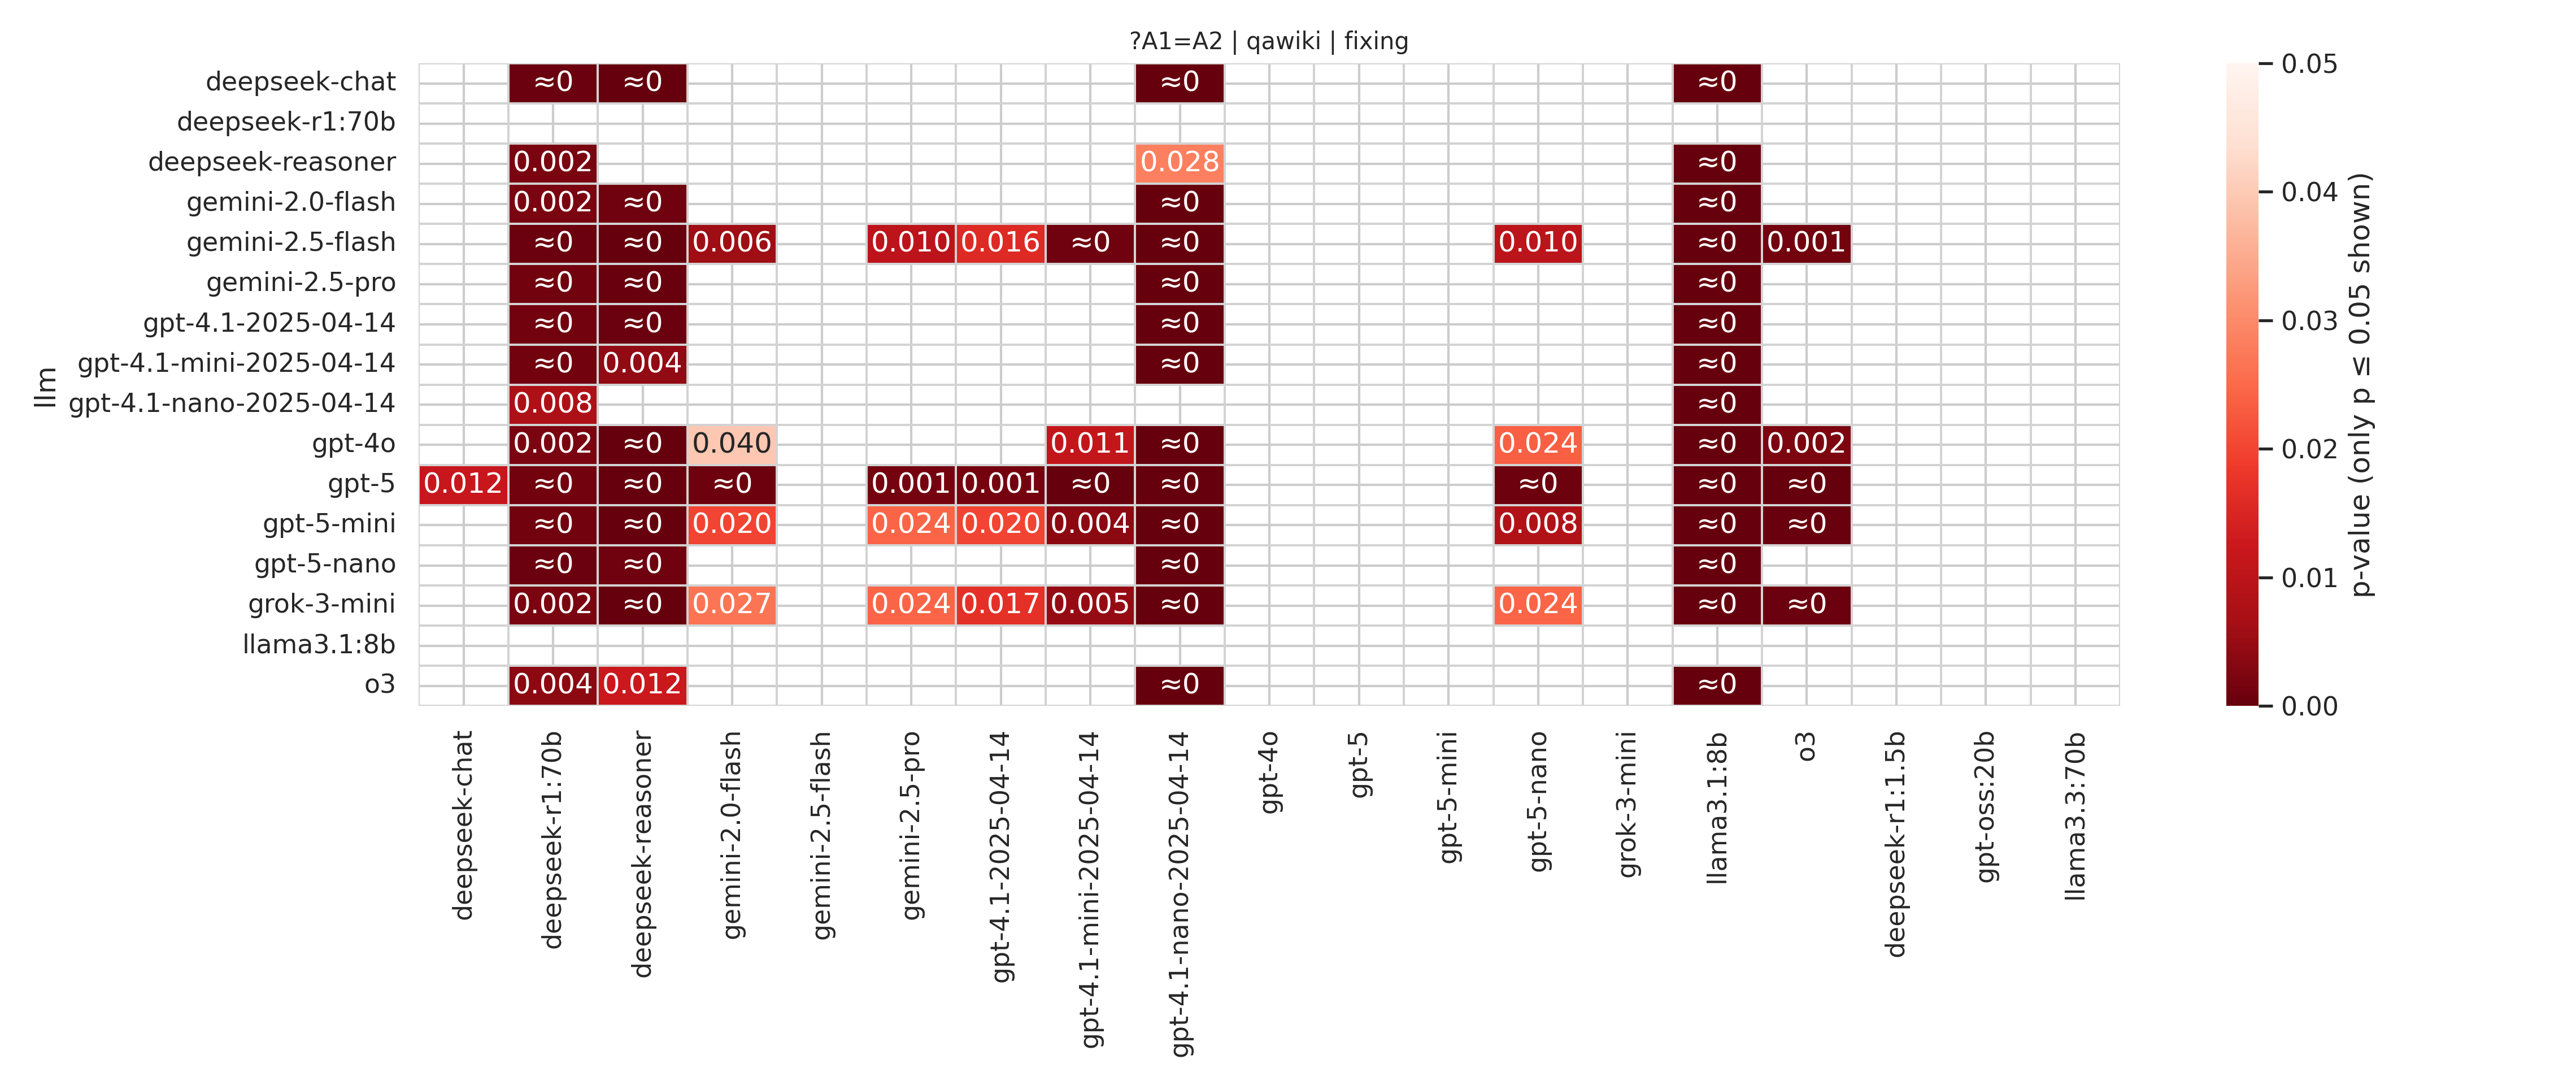 ?A1=A2 | qawiki | fixing
llm
deepseek-chat ≈0 ≈0 ≈0 ≈0
deepseek-r1:70b
deepseek-reasoner 0.002 0.028 ≈0
gemini-2.0-flash 0.002 ≈0 ≈0 ≈0
gemini-2.5-flash ≈0 ≈0 0.006 0.010 0.016 ≈0 ≈0 0.010 ≈0 0.001
gemini-2.5-pro ≈0 ≈0 ≈0 ≈0
gpt-4.1-2025-04-14 ≈0 ≈0 ≈0 ≈0
gpt-4.1-mini-2025-04-14 ≈0 0.004 ≈0 ≈0
gpt-4.1-nano-2025-04-14 0.008 ≈0
gpt-4o 0.002 ≈0 0.040 0.011 ≈0 0.024 ≈0 0.002
gpt-5 0.012 ≈0 ≈0 ≈0 0.001 0.001 ≈0 ≈0 ≈0 ≈0 ≈0
gpt-5-mini ≈0 ≈0 0.020 0.024 0.020 0.004 ≈0 0.008 ≈0 ≈0
gpt-5-nano ≈0 ≈0 ≈0 ≈0
grok-3-mini 0.002 ≈0 0.027 0.024 0.017 0.005 ≈0 0.024 ≈0 ≈0
llama3.1:8b
o3 0.004 0.012 ≈0 ≈0
deepseek-chat
deepseek-r1:70b
deepseek-reasoner
gemini-2.0-flash
gemini-2.5-flash
gemini-2.5-pro
gpt-4.1-2025-04-14
gpt-4.1-mini-2025-04-14
gpt-4.1-nano-2025-04-14
gpt-4o
gpt-5
gpt-5-mini
gpt-5-nano
grok-3-mini
llama3.1:8b
o3
deepseek-r1:1.5b
gpt-oss:20b
llama3.3:70b
0.05
0.04
0.03
0.02
0.01
0.00
p-value (only p ≤ 0.05 shown)